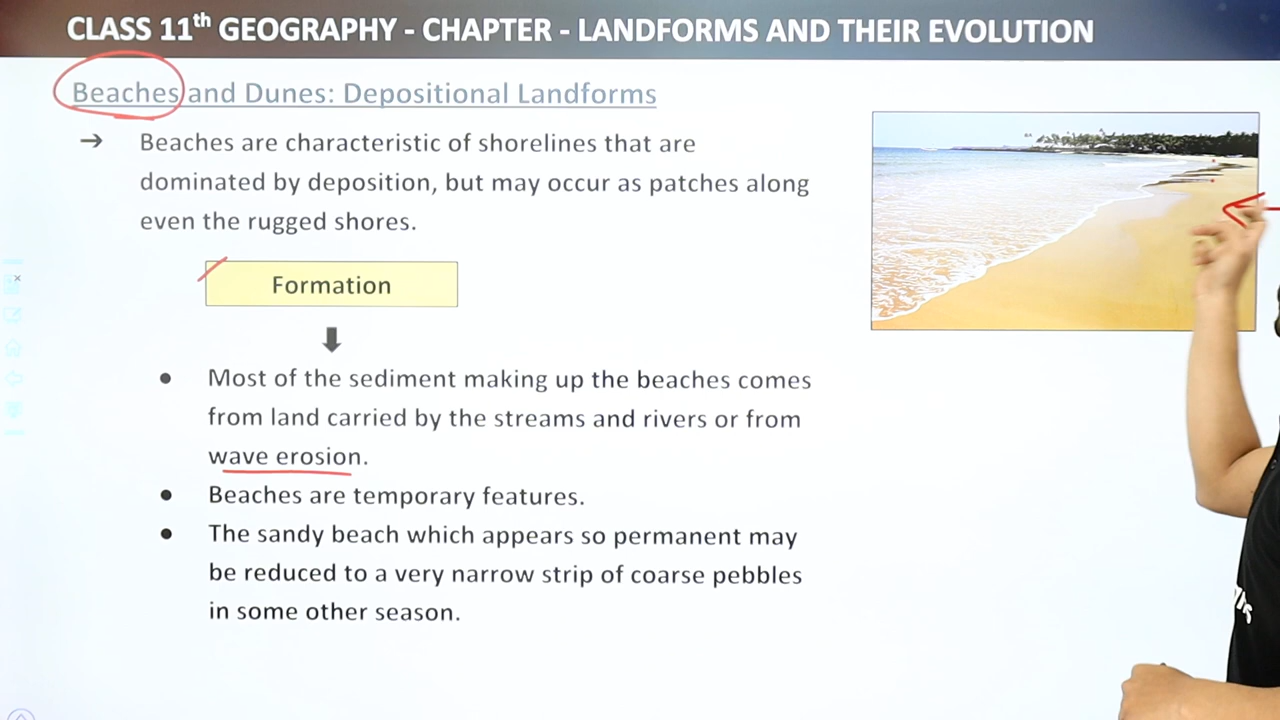 CLASS 11th GEOGRAPHY - CHAPTER - LANDFORMS AND THEIR EVOLUTION
Beaches and Dunes: Depositional Landforms
→ Beaches are characteristic of shorelines that are
dominated by deposition, but may occur as patches along
even the rugged shores.
Formation
• Most of the sediment making up the beaches comes
from land carried by the streams and rivers or from
wave erosion.
• Beaches are temporary features.
• The sandy beach which appears so permanent may
be reduced to a very narrow strip of coarse pebbles
in some other season.